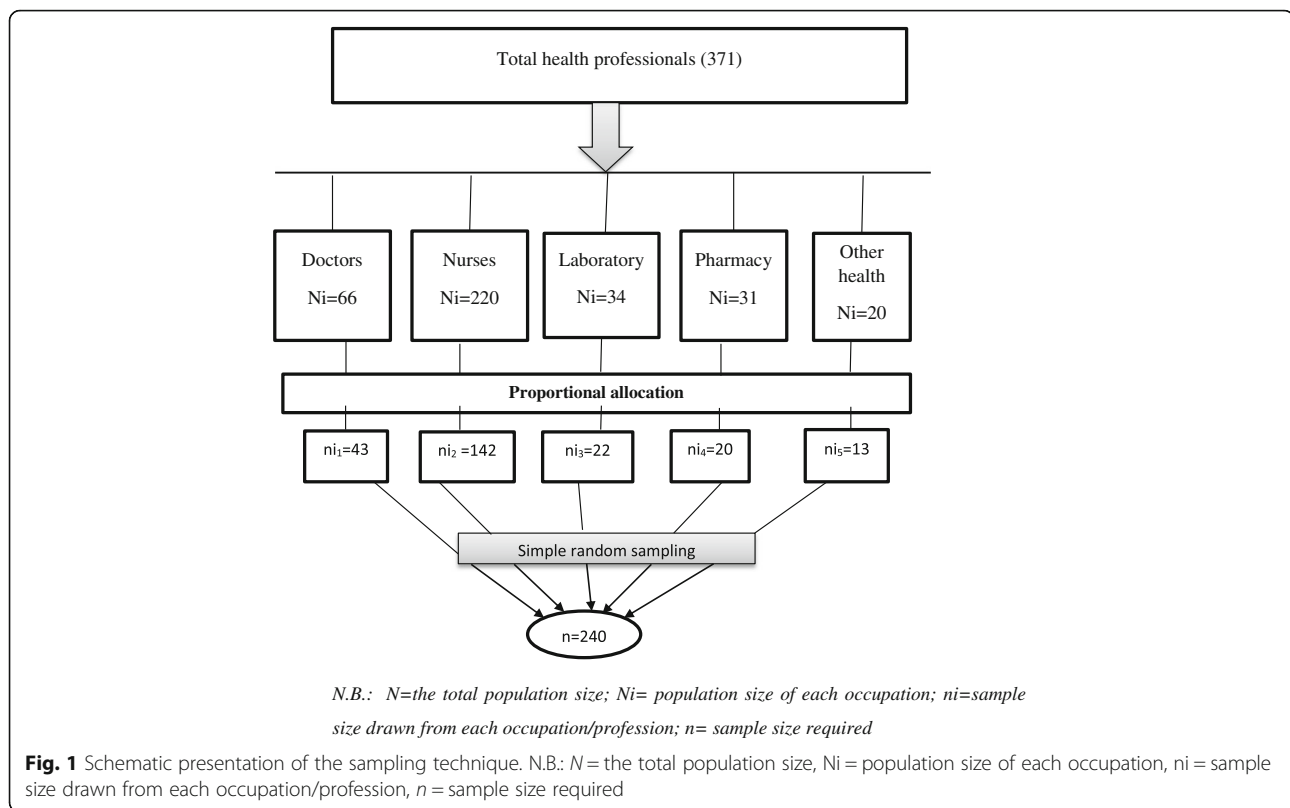 Total health professionals (371)
Doctors
Ni=66
Nurses
Ni=220
Laboratory
Ni=34
Pharmacy
Ni=31
Other
health
Ni=20
Proportional allocation
ni₁=43
ni₂ =142
ni₃=22
ni₄=20
ni₅=13
Simple random sampling
n=240
N.B.: N=the total population size; Ni= population size of each occupation; ni=sample
size drawn from each occupation/profession; n= sample size required
Fig. 1 Schematic presentation of the sampling technique. N.B.: N = the total population size, Ni = population size of each occupation, ni = sample
size drawn from each occupation/profession, n = sample size required